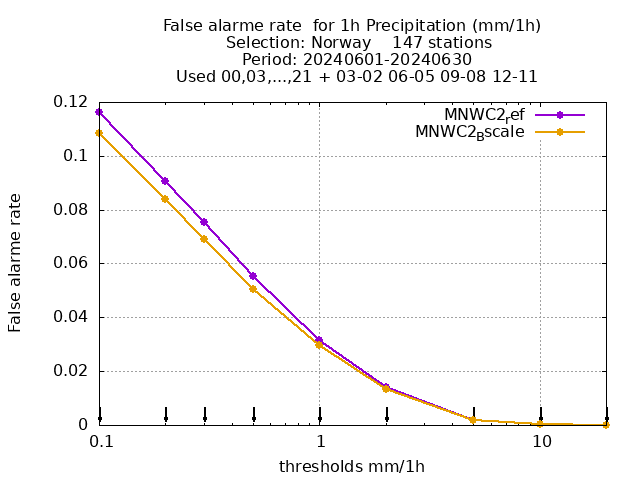 False alarme rate  for 1h Precipitation (mm/1h)
Selection: Norway    147 stations
Period: 20240601-20240630
Used 00,03,...,21 + 03-02 06-05 09-08 12-11
MNWC2ref
MNWC2Bscale
0.12
0.1
0.08
0.06
0.04
0.02
0
False alarme rate
0.1 1 10
thresholds mm/1h